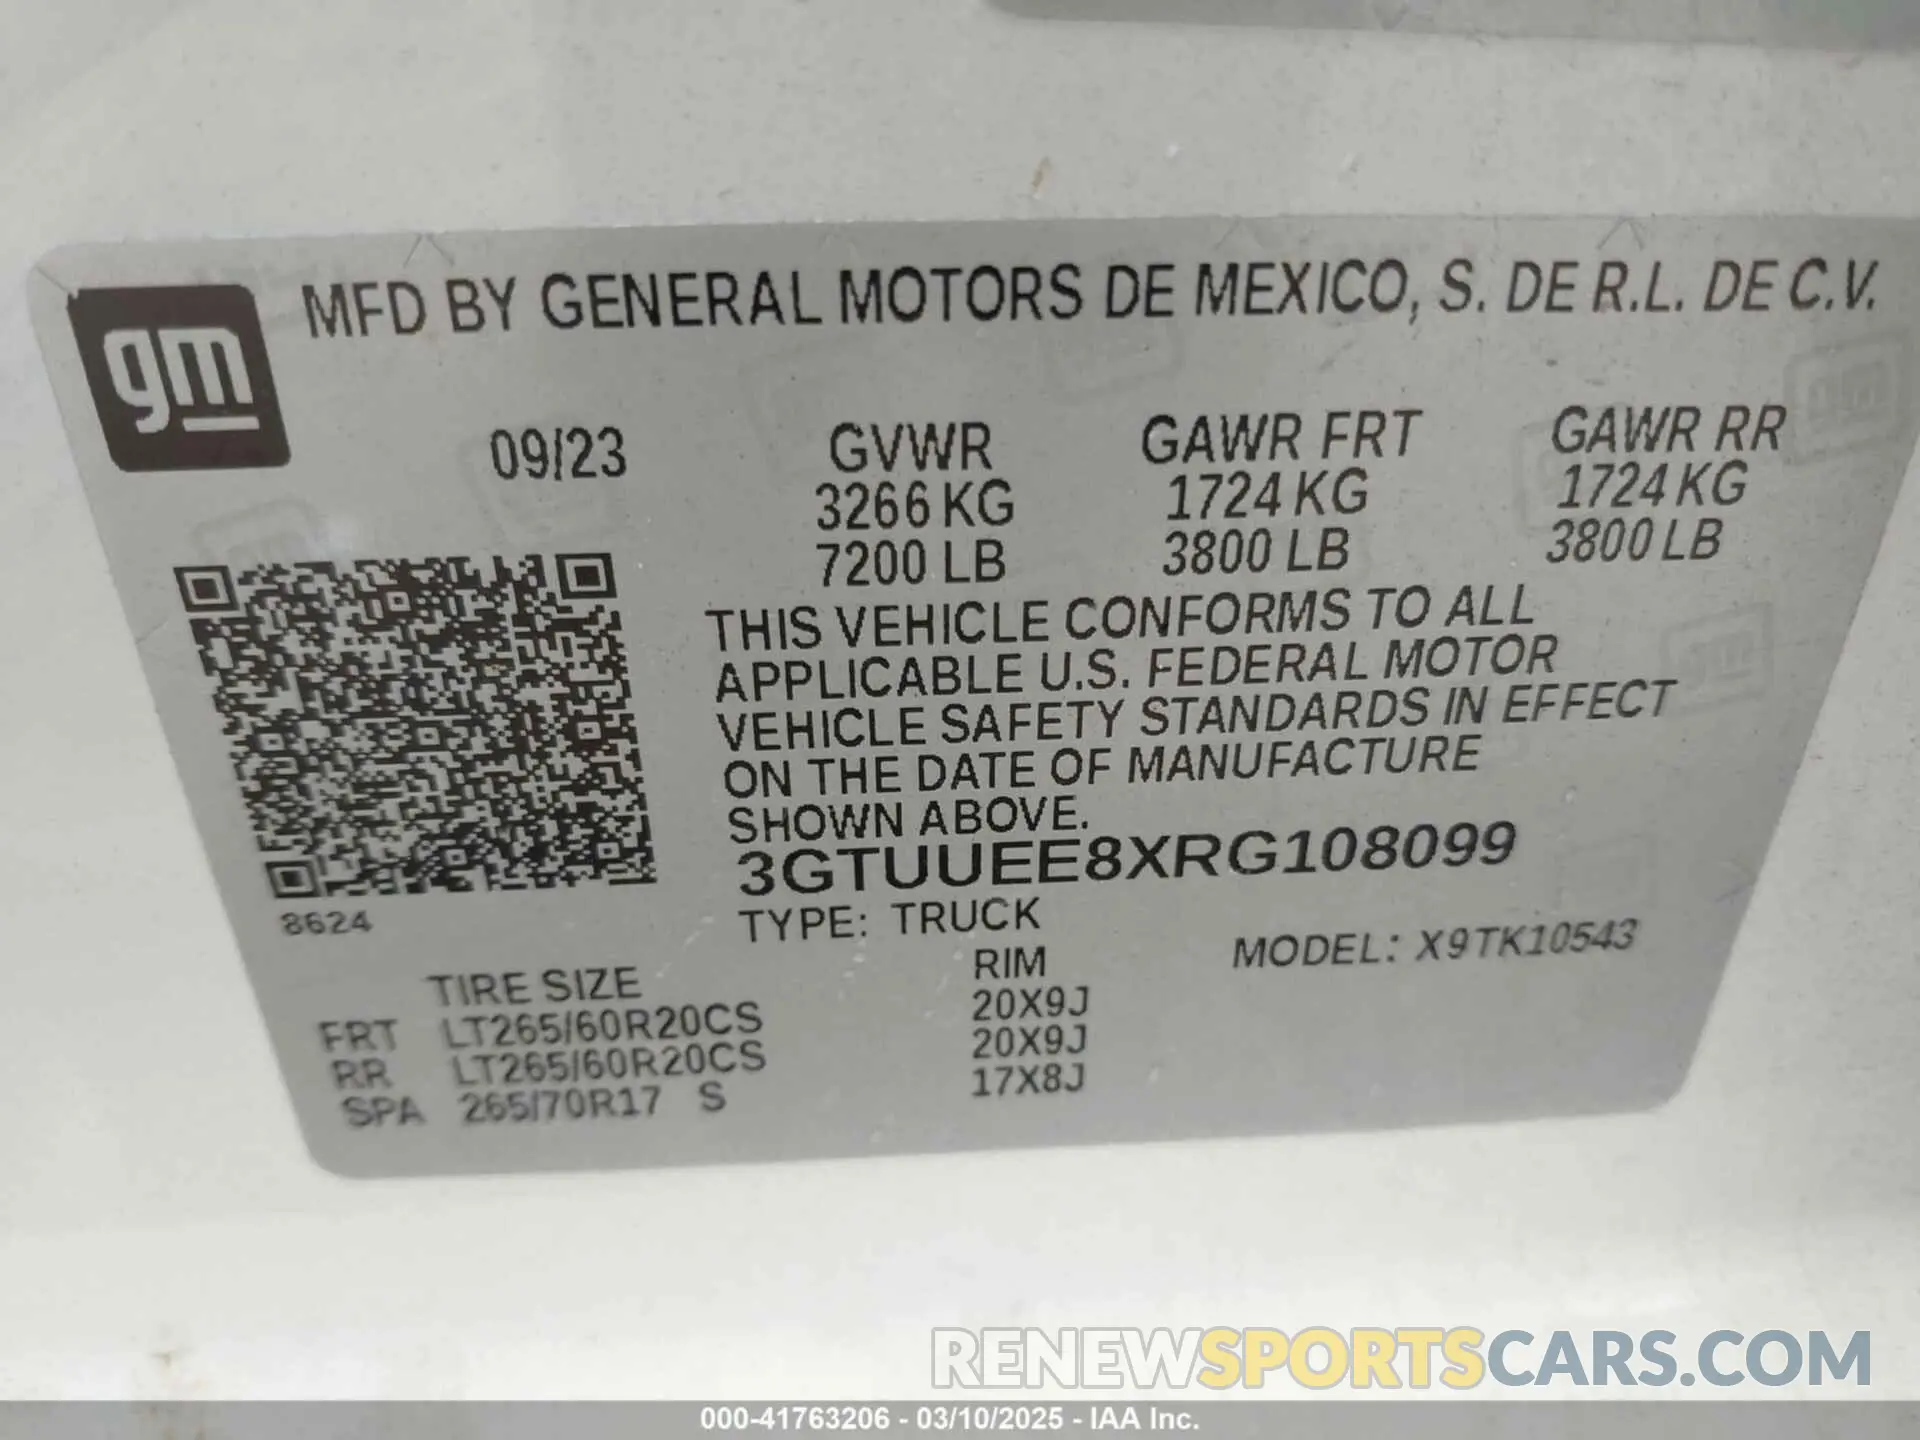 gm
MFD BY GENERAL MOTORS DE MEXICO, S. DE R.L. DE C.V.
09/23 GVWR GAWR FRT GAWR RR
3266 KG 1724 KG 1724 KG
7200 LB 3800 LB 3800 LB
THIS VEHICLE CONFORMS TO ALL
APPLICABLE U.S. FEDERAL MOTOR
VEHICLE SAFETY STANDARDS IN EFFECT
ON THE DATE OF MANUFACTURE
SHOWN ABOVE.
3GTUUEE8XRG108099
8624
TYPE: TRUCK
MODEL: X9TK10543
TIRE SIZE RIM
FRT LT265/60R20CS 20X9J
RR LT265/60R20CS 20X9J
SPA 265/70R17 S 17X8J
RENEWSPORTSCARS.COM
000-41763206 - 03/10/2025 - IAA Inc.